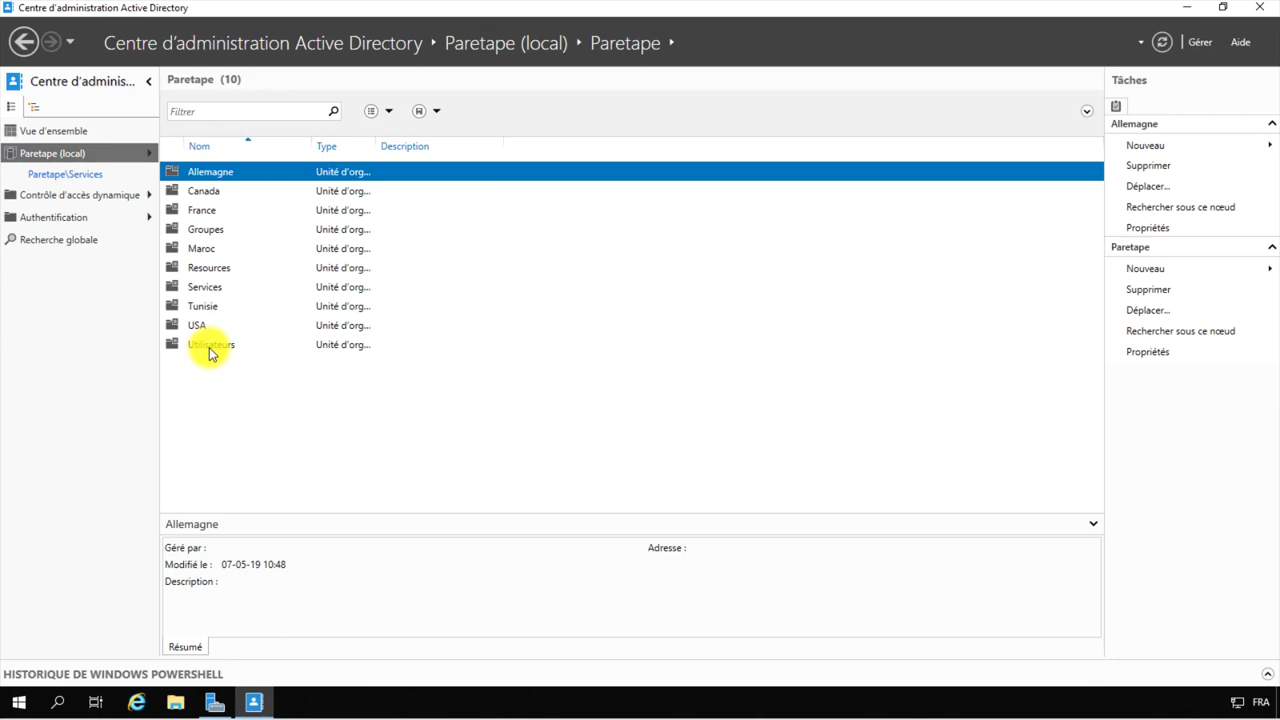 Centre d'administration Active Directory
Centre d'administration Active Directory ‣ Paretape (local) ‣ Paretape ‣
Gérer
Aide
Centre d'adminis...
Vue d'ensemble
Paretape (local)
Paretape\Services
Contrôle d'accès dynamique
Authentification
Recherche globale
Paretape (10)
Filtrer
Nom Type Description
Allemagne Unité d'org...
Canada Unité d'org...
France Unité d'org...
Groupes Unité d'org...
Maroc Unité d'org...
Resources Unité d'org...
Services Unité d'org...
Tunisie Unité d'org...
USA Unité d'org...
Utilisateurs Unité d'org...
Allemagne
Géré par : Adresse :
Modifié le : 07-05-19 10:48
Description :
Résumé
Tâches
Allemagne
Nouveau
Supprimer
Déplacer...
Rechercher sous ce nœud
Propriétés
Paretape
Nouveau
Supprimer
Déplacer...
Rechercher sous ce nœud
Propriétés
HISTORIQUE DE WINDOWS POWERSHELL
FRA